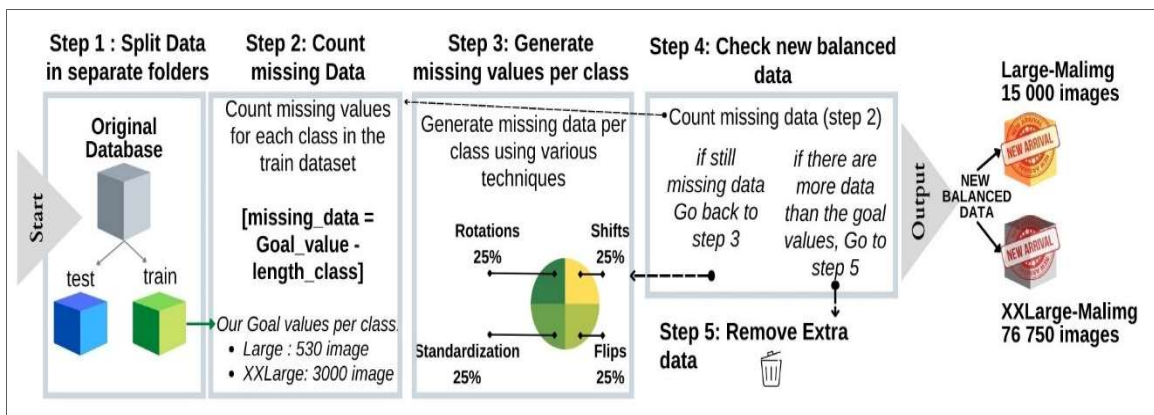 Start
Step 1 : Split Data
in separate folders
Original
Database
test
train
Step 2: Count
missing Data
Count missing values
for each class in the
train dataset
[missing_data =
Goal_value -
length_class]
Our Goal values per class.
• Large : 530 image
• XXLarge: 3000 image
Step 3: Generate
missing values per class
Generate missing data per
class using various
techniques
Rotations
25%
Shifts
25%
Standardization
25%
Flips
25%
Step 4: Check new balanced
data
Count missing data (step 2)
if still
missing data
Go back to
step 3
if there are
more data
than the goal
values, Go to
step 5
Step 5: Remove Extra
data
Output
NEW
BALANCED
DATA
Large-Malimg
15 000 images
NEW ARRIVAL
NEW ARRIVAL
XXLarge-Malimg
76 750 images